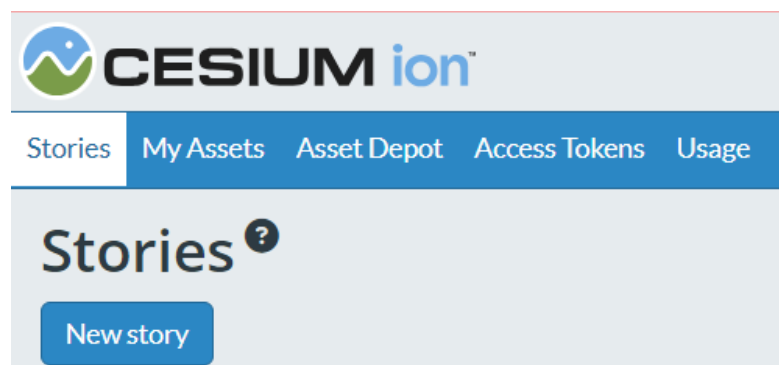 CESIUM ion™
Stories My Assets Asset Depot Access Tokens Usage
Stories ?
New story